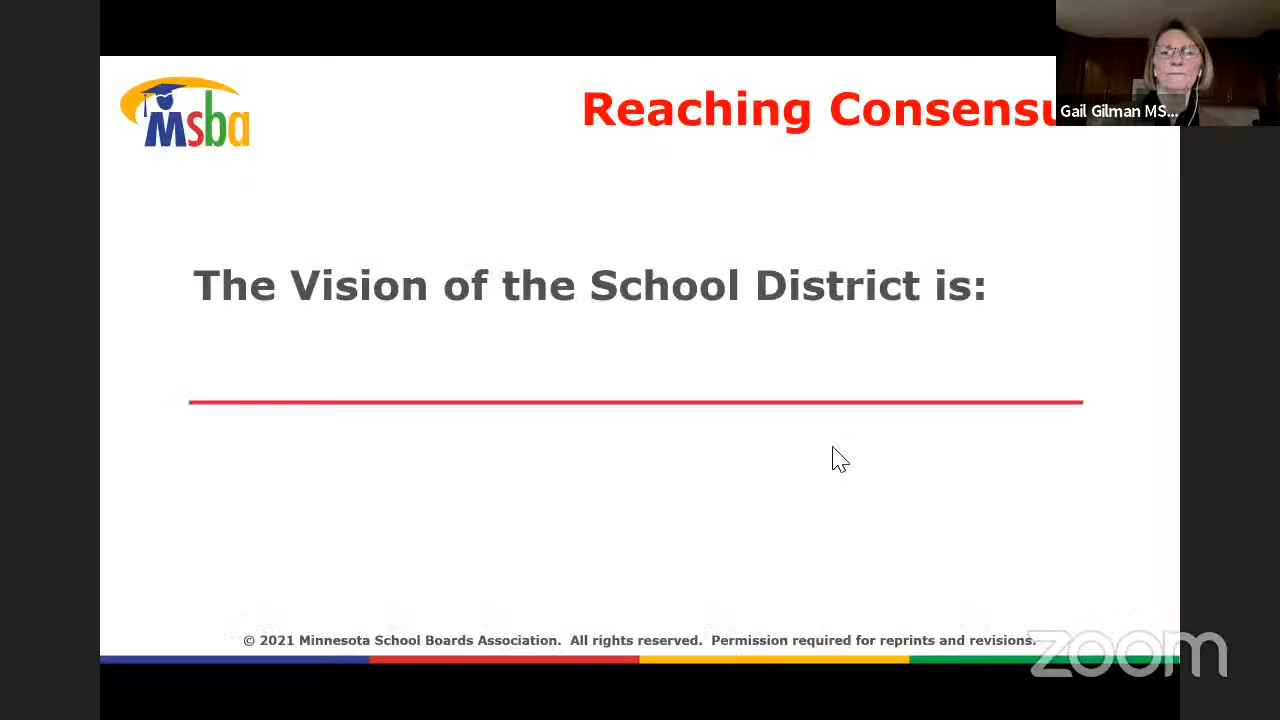 msba
Reaching Consensu
Gail Gilman MS...
The Vision of the School District is:
© 2021 Minnesota School Boards Association. All rights reserved. Permission required for reprints and revisions.
zoom